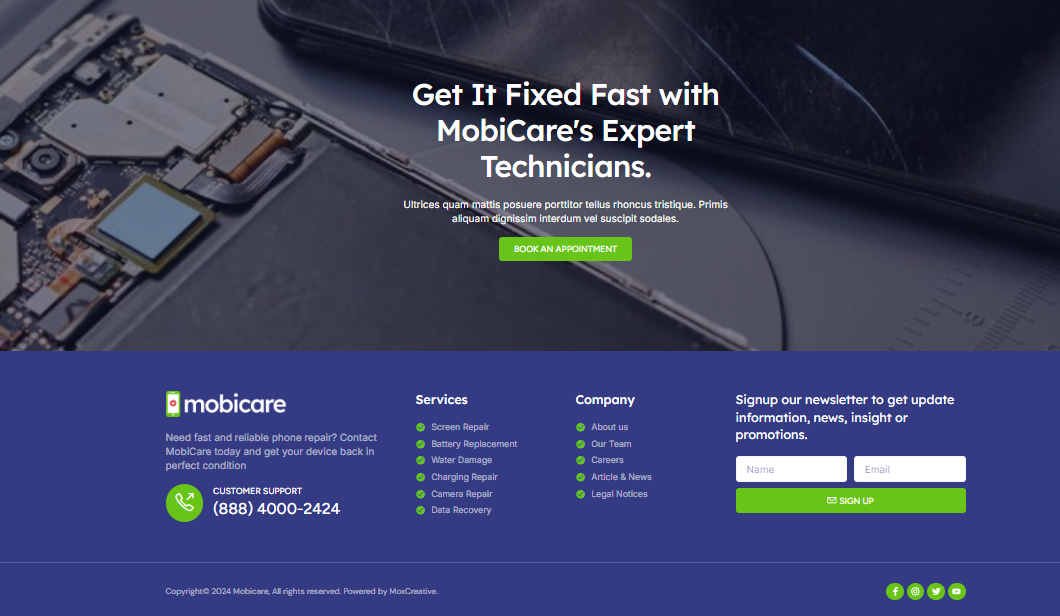 Get It Fixed Fast with
MobiCare's Expert
Technicians.
Ultrices quam mattis posuere porttitor tellus rhoncus tristique. Primis
aliquam dignissim interdum vel suscipit sodales.
BOOK AN APPOINTMENT
mobicare
Need fast and reliable phone repair? Contact
MobiCare today and get your device back in
perfect condition
CUSTOMER SUPPORT
(888) 4000-2424
Services
Screen Repair
Battery Replacement
Water Damage
Charging Repair
Camera Repair
Data Recovery
Company
About us
Our Team
Careers
Article & News
Legal Notices
Signup our newsletter to get update
information, news, insight or
promotions.
Name
Email
SIGN UP
Copyright© 2024 Mobicare, All rights reserved. Powered by MoxCreative.